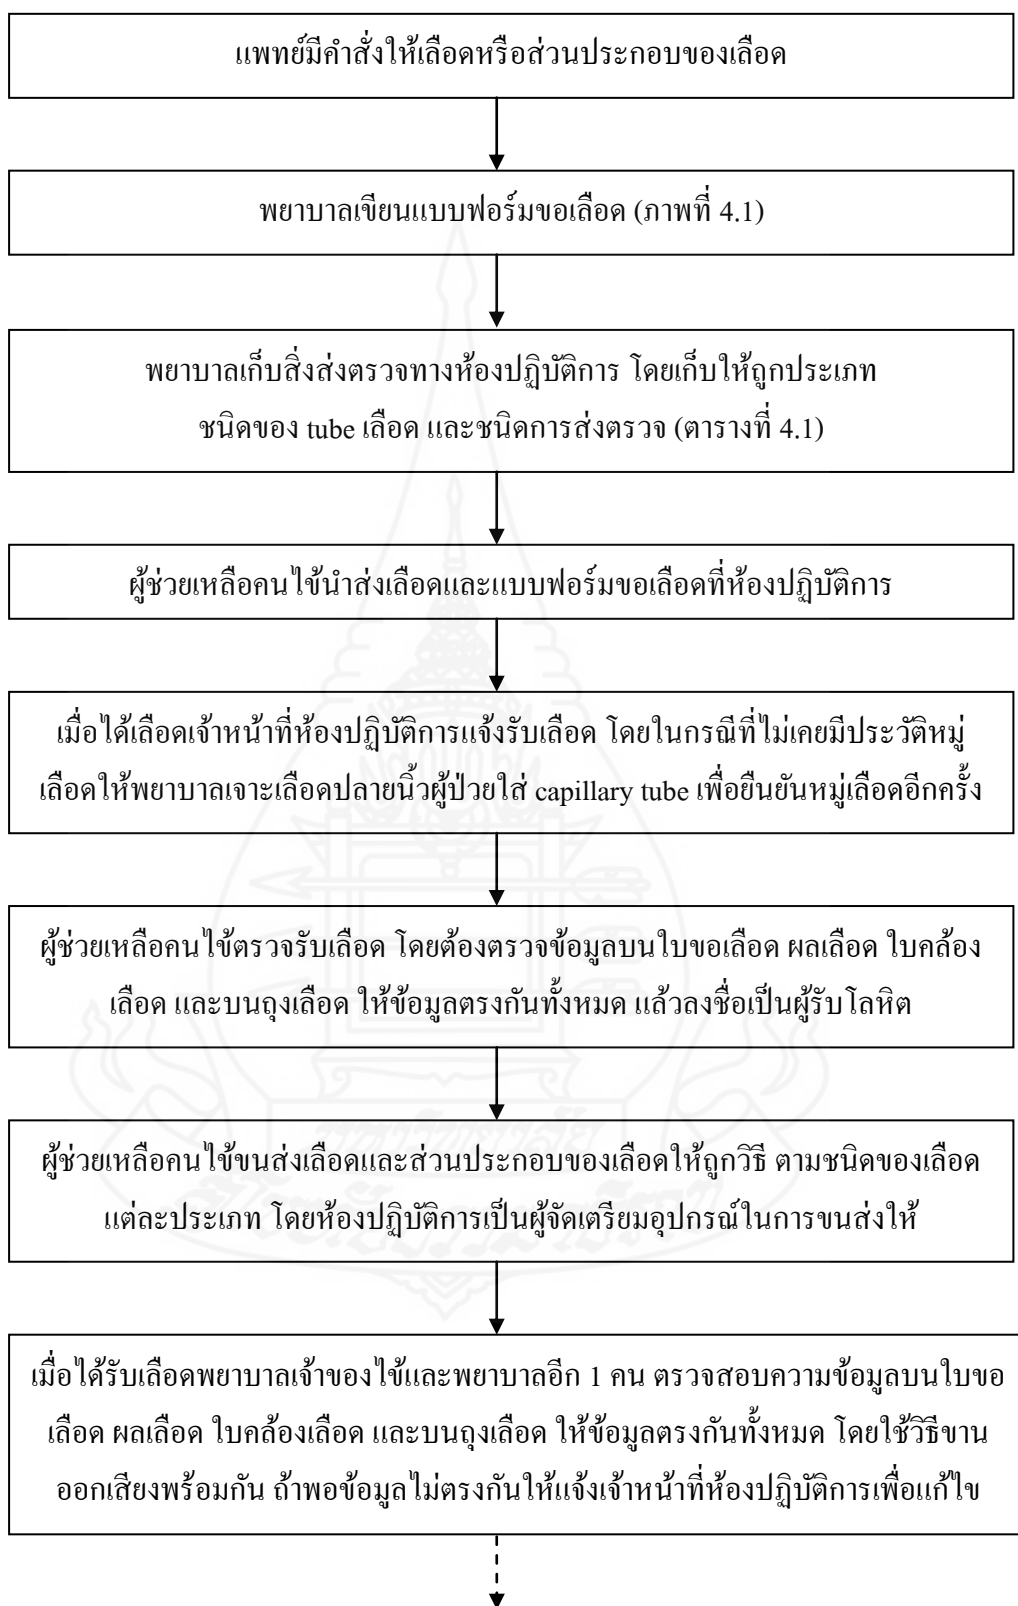 แพทย์มีคำสั่งให้เลือดหรือส่วนประกอบของเลือด
พยาบาลเขียนแบบฟอร์มขอเลือด (ภาพที่ 4.1)
พยาบาลเก็บสิ่งส่งตรวจทางห้องปฏิบัติการ โดยเก็บให้ถูกประเภท
ชนิดของ tube เลือด และชนิดการส่งตรวจ (ตารางที่ 4.1)
ผู้ช่วยเหลือคนไข้นำส่งเลือดและแบบฟอร์มขอเลือดที่ห้องปฏิบัติการ
เมื่อได้เลือดเจ้าหน้าที่ห้องปฏิบัติการแจ้งรับเลือด โดยในกรณีที่ไม่เคยมีประวัติหมู่
เลือดให้พยาบาลเจาะเลือดปลายนิ้วผู้ป่วยใส่ capillary tube เพื่อยืนยันหมู่เลือดอีกครั้ง
ผู้ช่วยเหลือคนไข้ตรวจรับเลือด โดยต้องตรวจข้อมูลบนใบขอเลือด ผลเลือด ใบคล้อง
เลือด และบนถุงเลือด ให้ข้อมูลตรงกันทั้งหมด แล้วลงชื่อเป็นผู้รับโลหิต
ผู้ช่วยเหลือคนไข้ขนส่งเลือดและส่วนประกอบของเลือดให้ถูกวิธี ตามชนิดของเลือด
แต่ละประเภท โดยห้องปฏิบัติการเป็นผู้จัดเตรียมอุปกรณ์ในการขนส่งให้
เมื่อได้รับเลือดพยาบาลเจ้าของไข้และพยาบาลอีก 1 คน ตรวจสอบความข้อมูลบนใบขอ
เลือด ผลเลือด ใบคล้องเลือด และบนถุงเลือด ให้ข้อมูลตรงกันทั้งหมด โดยใช้วิธีขาน
ออกเสียงพร้อมกัน ถ้าพอข้อมูลไม่ตรงกันให้แจ้งเจ้าหน้าที่ห้องปฏิบัติการเพื่อแก้ไข